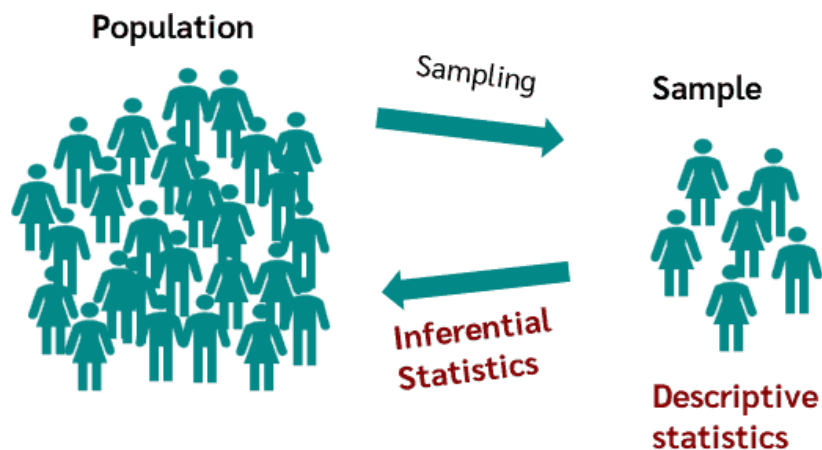 Population
Sampling
Sample
Inferential
Statistics
Descriptive
statistics